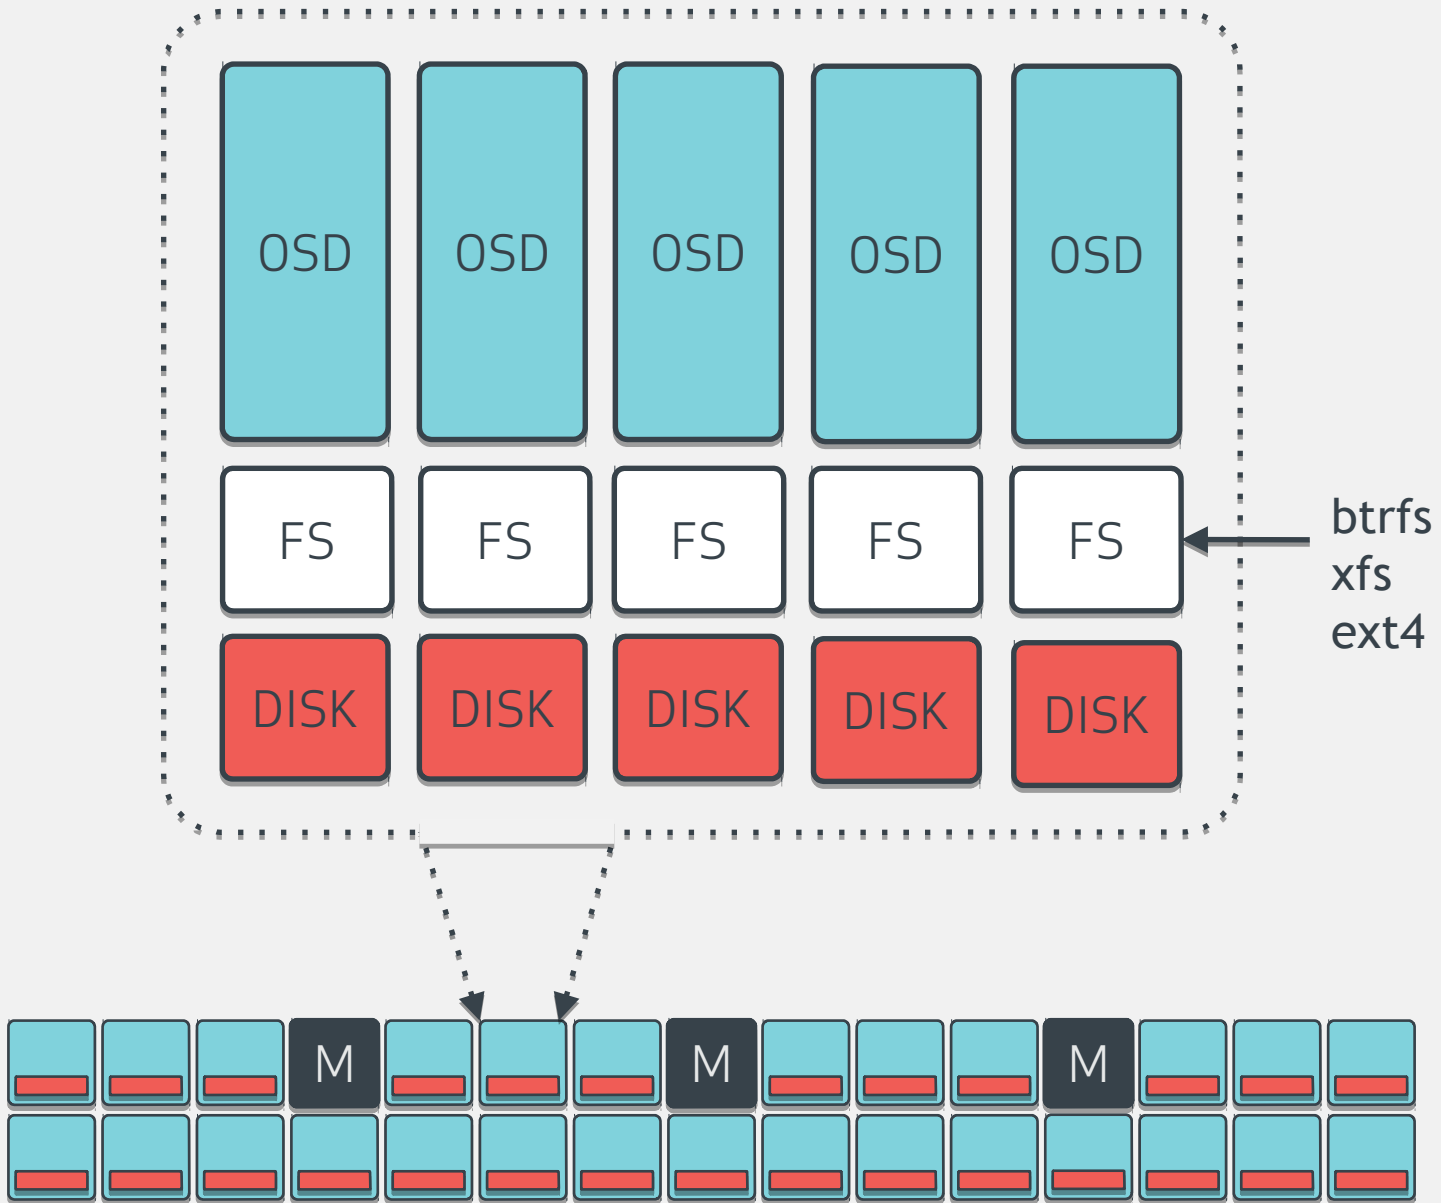 OSD OSD OSD OSD OSD
FS FS FS FS FS
btrfs
xfs
ext4
DISK DISK DISK DISK DISK
M M M